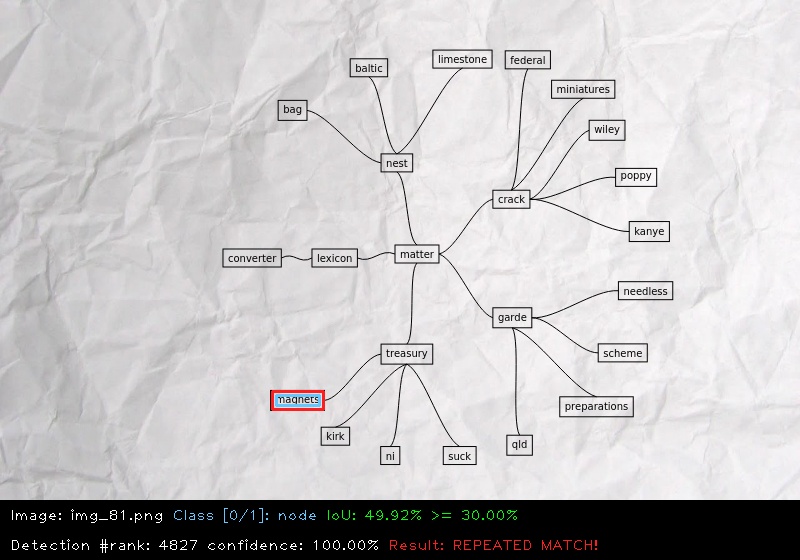 limestone
federal
baltic
miniatures
bag
wiley
nest
poppy
crack
kanye
matter
converter
lexicon
needless
garde
treasury
scheme
magnets
preparations
kirk
qld
ni
suck
Image: img_81.png Class [0/1]: node IoU: 49.92% >= 30.00%
Detection #rank: 4827 confidence: 100.00% Result: REPEATED MATCH!